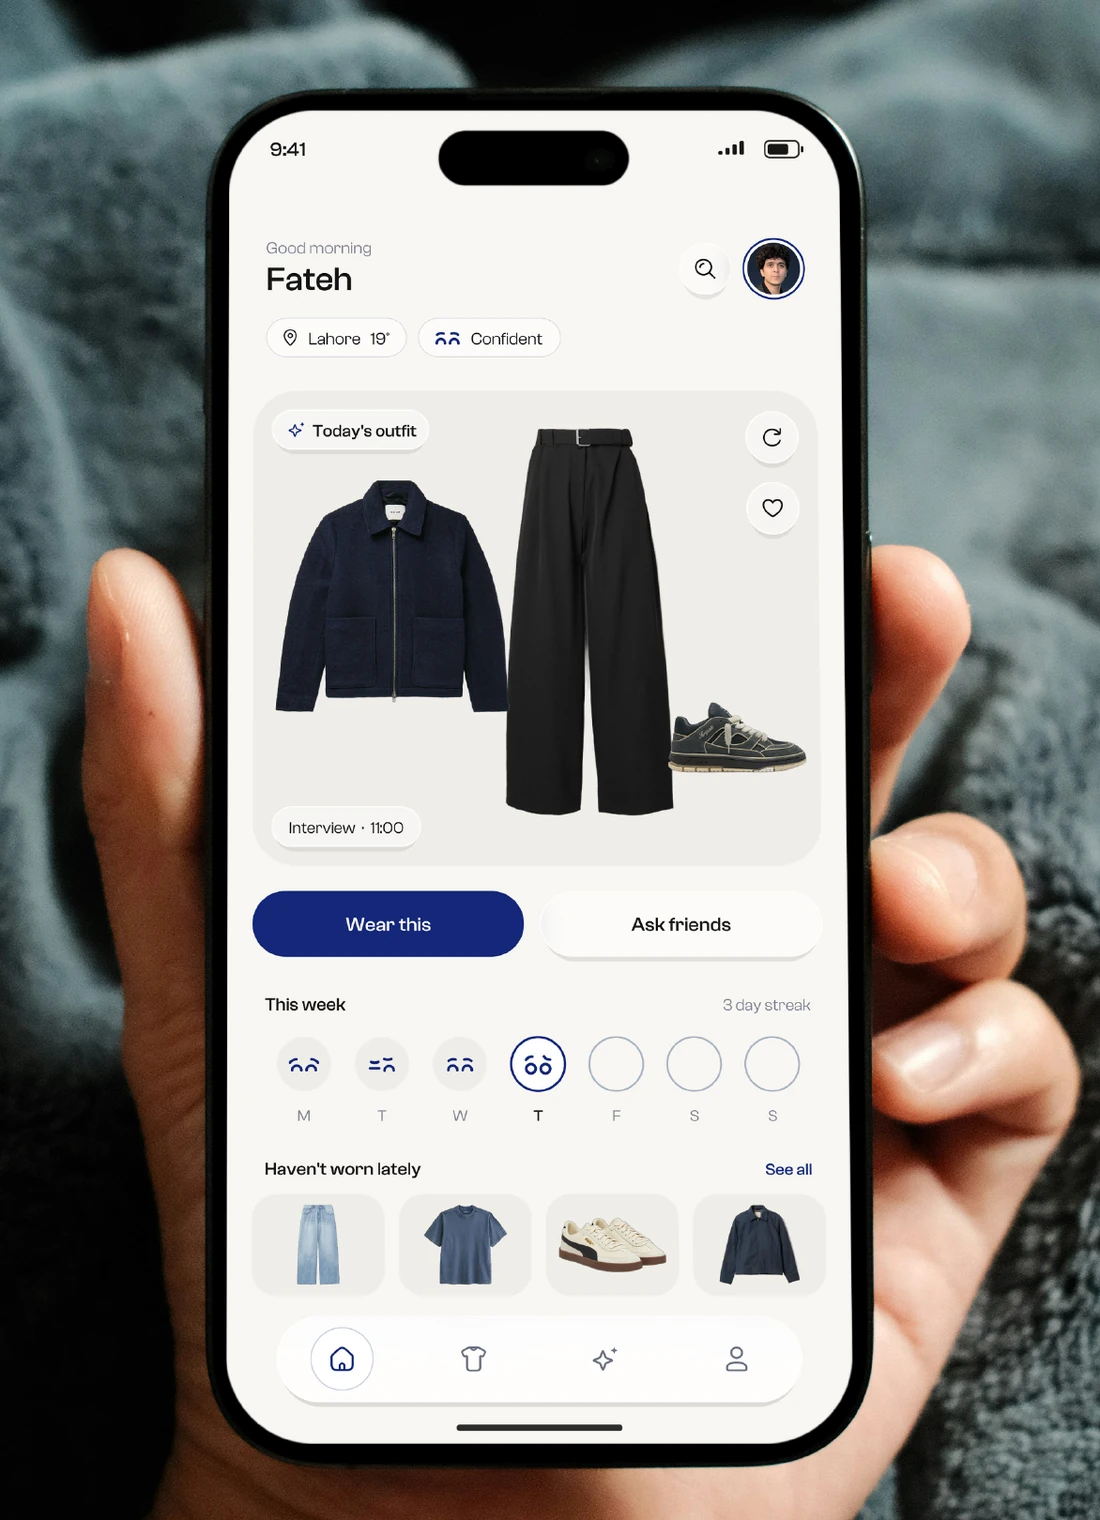 9:41
Good morning
Fateh
Lahore 19°
Confident
Today's outfit
Interview · 11:00
Wear this
Ask friends
This week
3 day streak
M T W T F S S
Haven't worn lately
See all